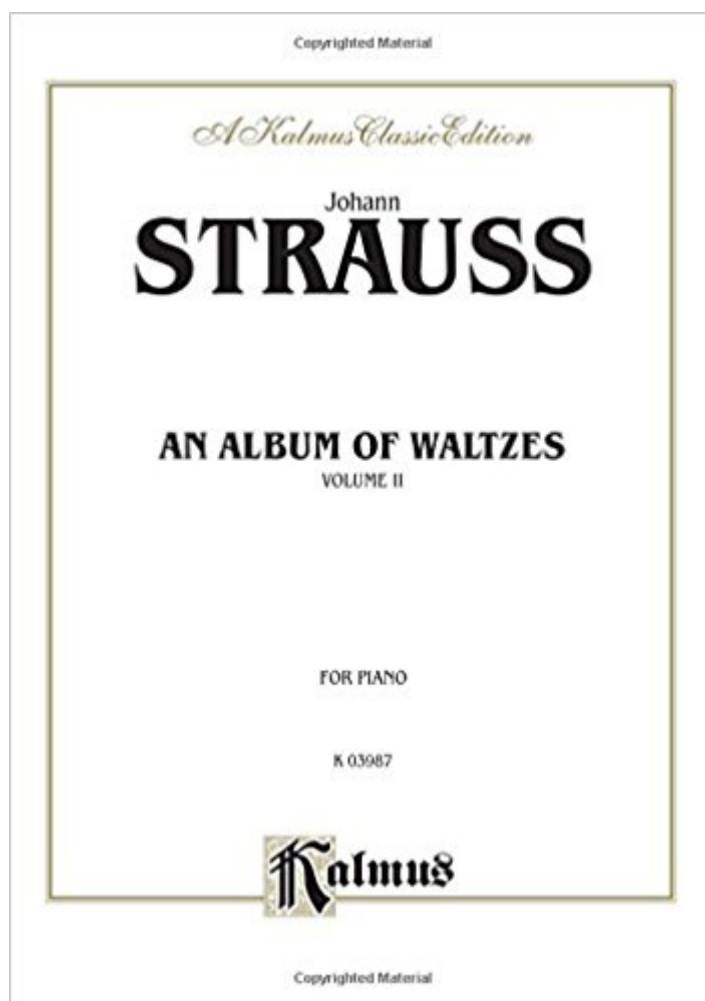 Copyrighted Material
A Kalmus Classic Edition
Johann
STRAUSS
AN ALBUM OF WALTZES
VOLUME II
FOR PIANO
K 03987
Kalmus
Copyrighted Material